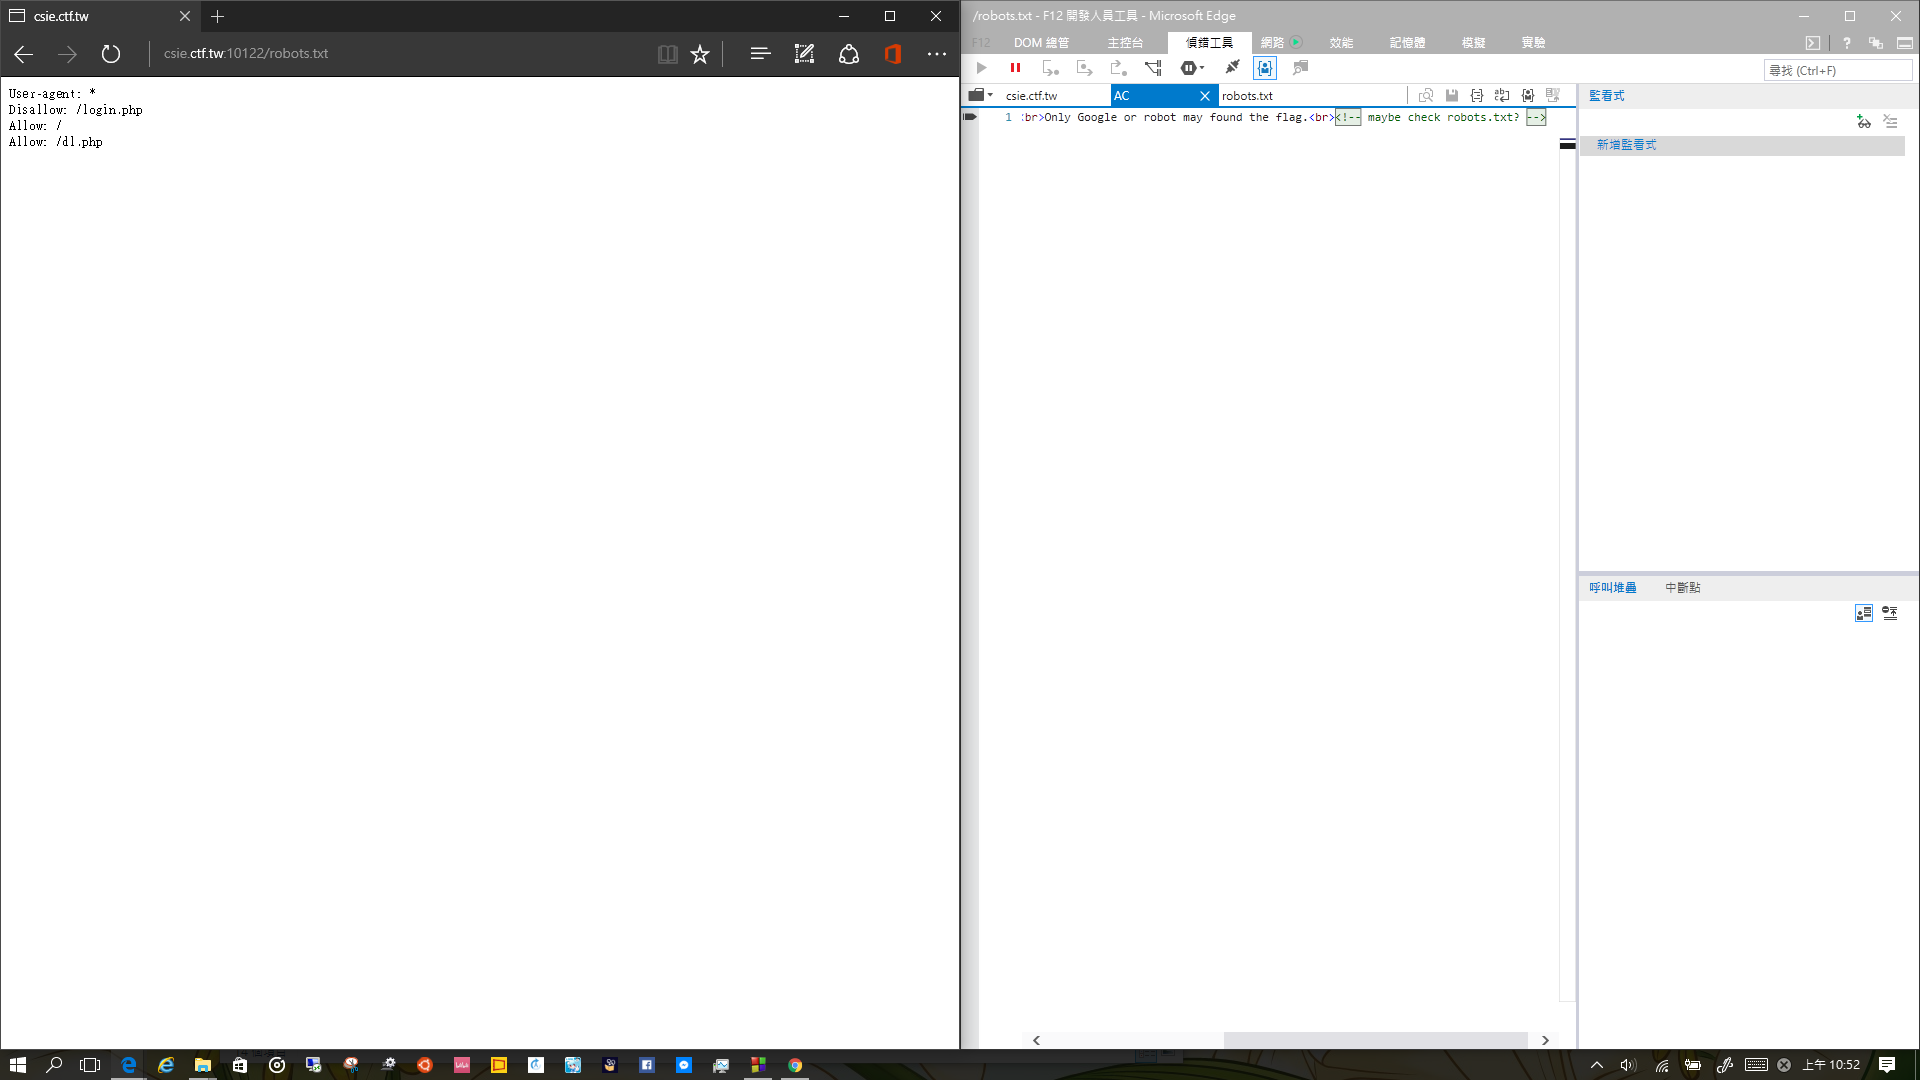 csie.ctf.tw
csie.ctf.tw:10122/robots.txt
User-agent: *
Disallow: /login.php
Allow: /
Allow: /dl.php
/robots.txt - F12 開發人員工具 - Microsoft Edge
F12 DOM 總管 主控台 偵錯工具 網路 效能 記憶體 模擬 實驗
尋找 (Ctrl+F)
csie.ctf.tw AC robots.txt
1 br>Only Google or robot may found the flag.<br><!-- maybe check robots.txt? -->
監看式
新增監看式
呼叫堆疊 中斷點
上午 10:52